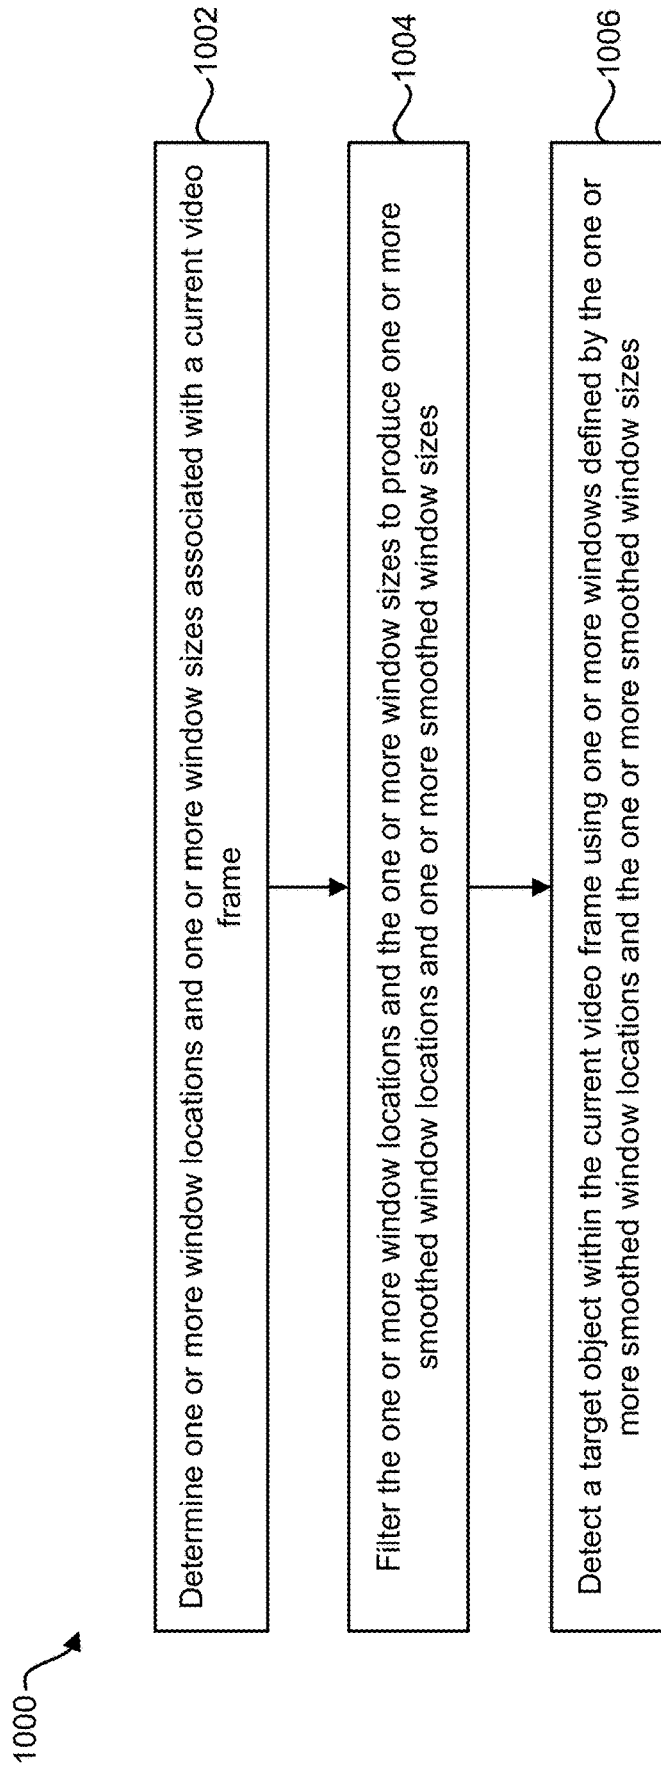 1000
Determine one or more window locations and one or more window sizes associated with a current video
frame
1002
Filter the one or more window locations and the one or more window sizes to produce one or more
smoothed window locations and one or more smoothed window sizes
1004
Detect a target object within the current video frame using one or more windows defined by the one or
more smoothed window locations and the one or more smoothed window sizes
1006